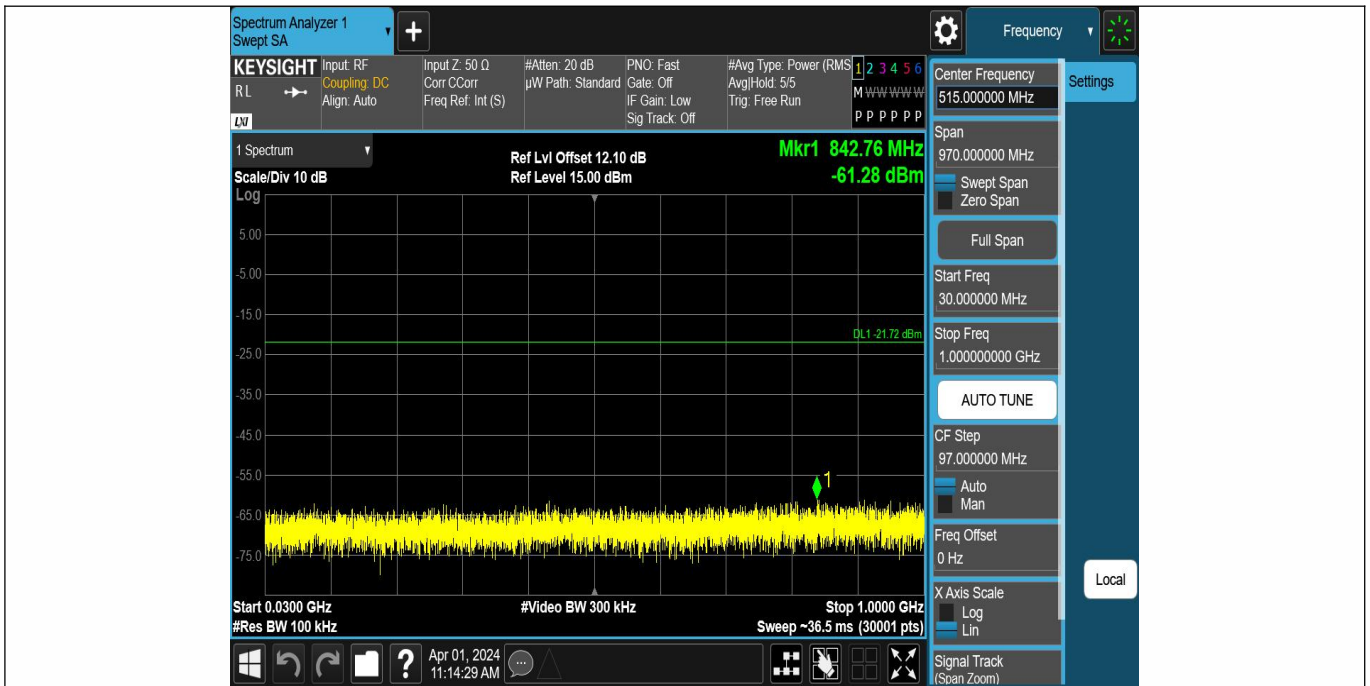 Spectrum Analyzer 1
Swept SA
+
Frequency
KEYSIGHT
RL
LXI
Input: RF
Coupling: DC
Align: Auto
Input Z: 50 Ω
Corr CCorr
Freq Ref: Int (S)
#Atten: 20 dB
µW Path: Standard
PNO: Fast
Gate: Off
IF Gain: Low
Sig Track: Off
#Avg Type: Power (RMS
Avg|Hold: 5/5
Trig: Free Run
1 2 3 4 5 6
M W W W W W
P P P P P P
1 Spectrum
Scale/Div 10 dB
Ref Lvl Offset 12.10 dB
Ref Level 15.00 dBm
Mkr1 842.76 MHz
-61.28 dBm
Log
5.00
-5.00
-15.0
DL1 -21.72 dBm
-25.0
-35.0
-45.0
-55.0
1
-65.0
-75.0
Start 0.0300 GHz
#Res BW 100 kHz
#Video BW 300 kHz
Stop 1.0000 GHz
Sweep ~36.5 ms (30001 pts)
?
Apr 01, 2024
11:14:29 AM
Center Frequency
515.000000 MHz
Settings
Span
970.000000 MHz
Swept Span
Zero Span
Full Span
Start Freq
30.000000 MHz
Stop Freq
1.000000000 GHz
AUTO TUNE
CF Step
97.000000 MHz
Auto
Man
Freq Offset
0 Hz
Local
X Axis Scale
Log
Lin
Signal Track
(Span Zoom)